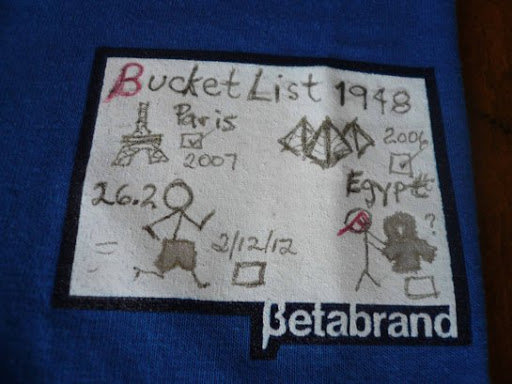 Bucket List 1948
Paris
2007
2006
Egypt
26.2
2/12/12
?
βetabrand